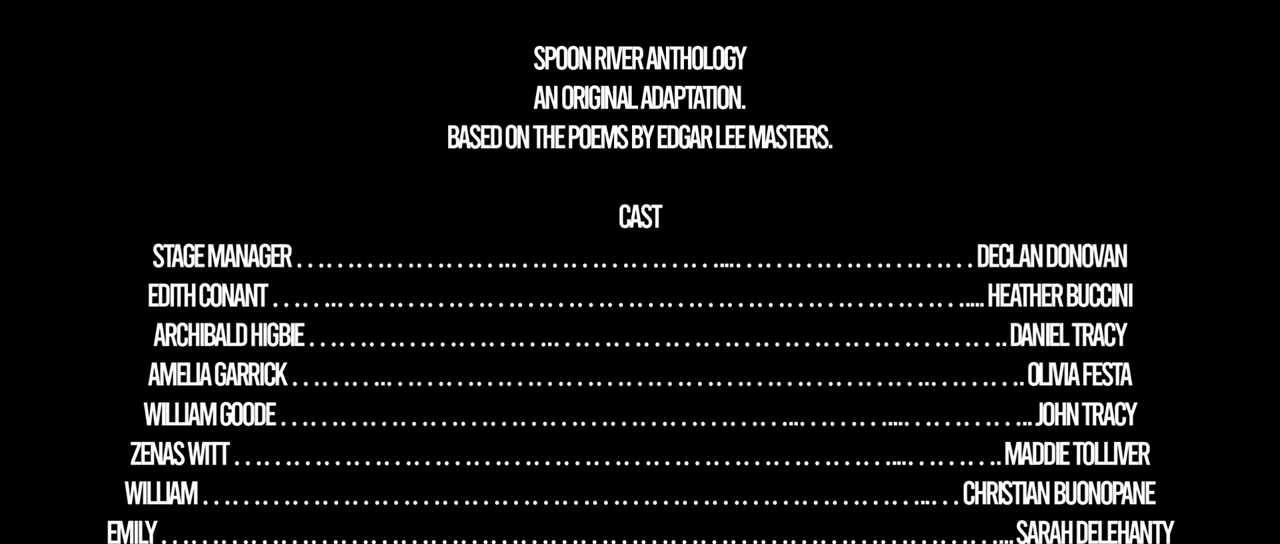 SPOON RIVER ANTHOLOGY
AN ORIGINAL ADAPTATION.
BASED ON THE POEMS BY EDGAR LEE MASTERS.
CAST
STAGE MANAGER ........................................ DECLAN DONOVAN
EDITH CONANT ........................................ HEATHER BUCCINI
ARCHIBALD HIGBIE ........................................ DANIEL TRACY
AMELIA GARRICK ........................................ OLIVIA FESTA
WILLIAM GOODE ........................................ JOHN TRACY
ZENAS WITT ........................................ MADDIE TOLLIVER
WILLIAM ........................................ CHRISTIAN BUONOPANE
EMILY ........................................ SARAH DELEHANTY